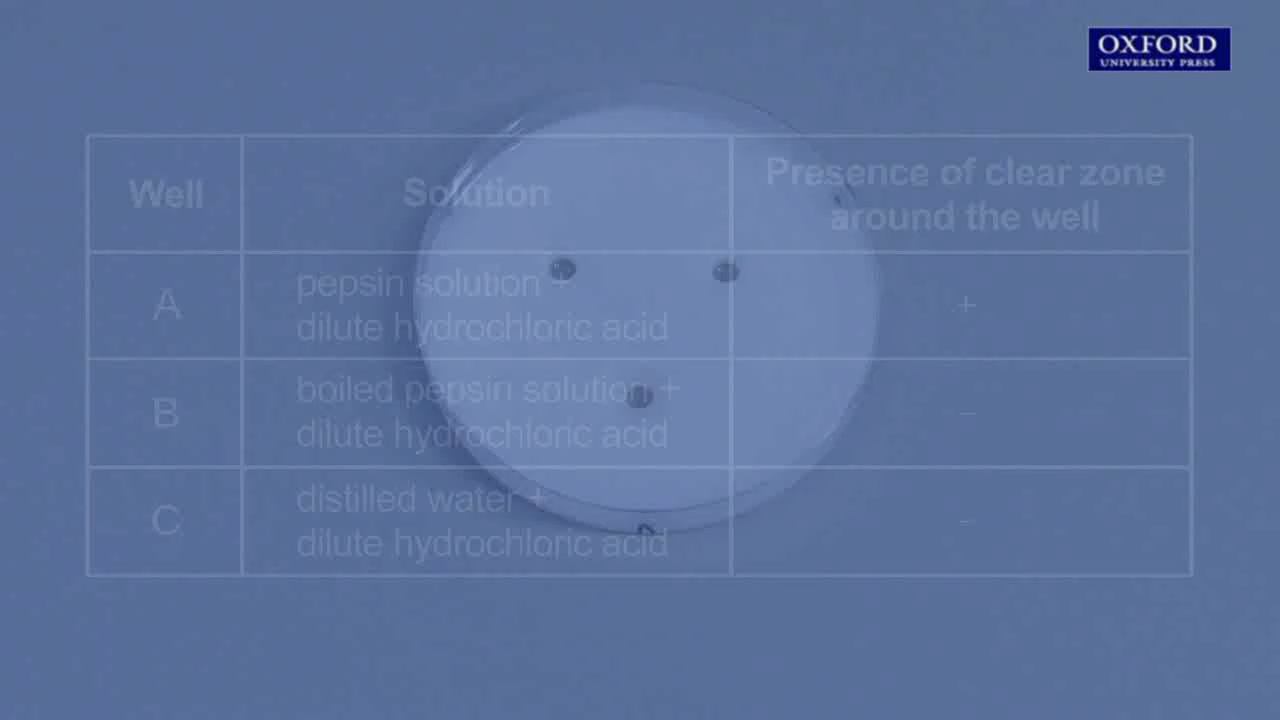 OXFORD
UNIVERSITY PRESS
Well
Solution
Presence of clear zone
around the well
A
pepsin solution +
dilute hydrochloric acid
+
B
boiled pepsin solution +
dilute hydrochloric acid
–
C
distilled water +
dilute hydrochloric acid
–